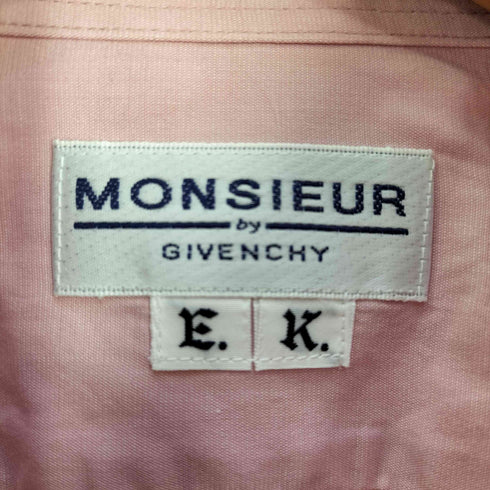 MONSIEUR
by
GIVENCHY
E. K.